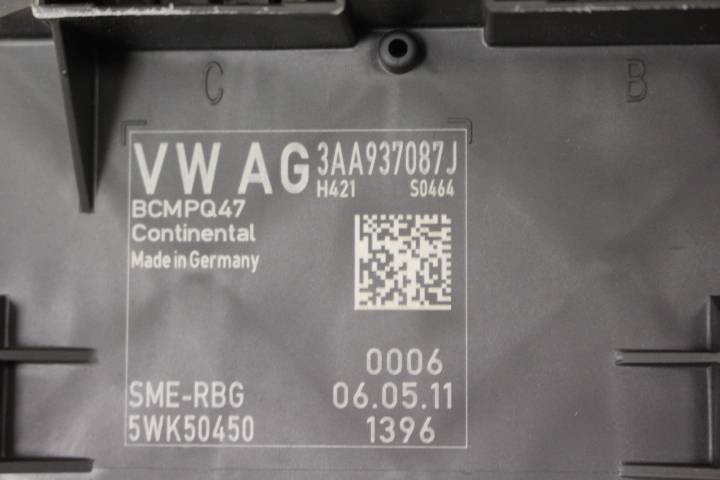 C
B
VW AG 3AA937087J
H421 S0464
BCMPQ47
Continental
Made in Germany
0006
SME-RBG 06.05.11
5WK50450 1396